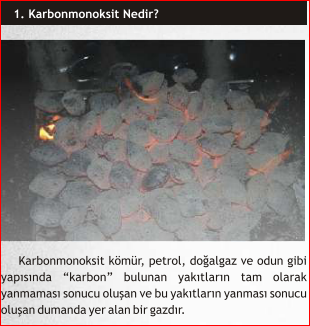 1. Karbonmonoksit Nedir?
Karbonmonoksit kömür, petrol, doğalgaz ve odun gibi
yapısında “karbon” bulunan yakıtların tam olarak
yanmaması sonucu oluşan ve bu yakıtların yanması sonucu
oluşan dumanda yer alan bir gazdır.